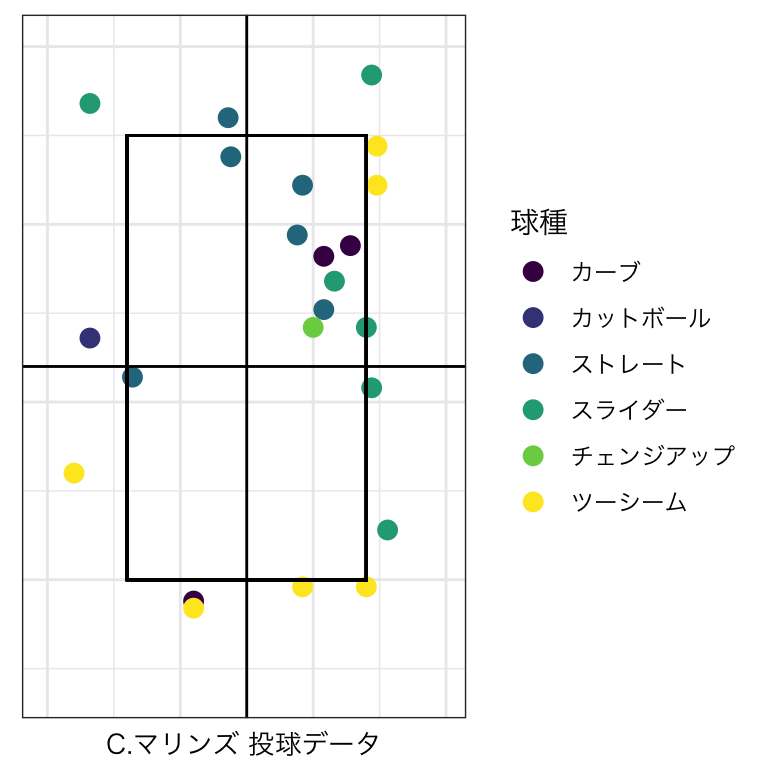 球種
カーブ
カットボール
ストレート
スライダー
チェンジアップ
ツーシーム
C.マリンズ 投球データ